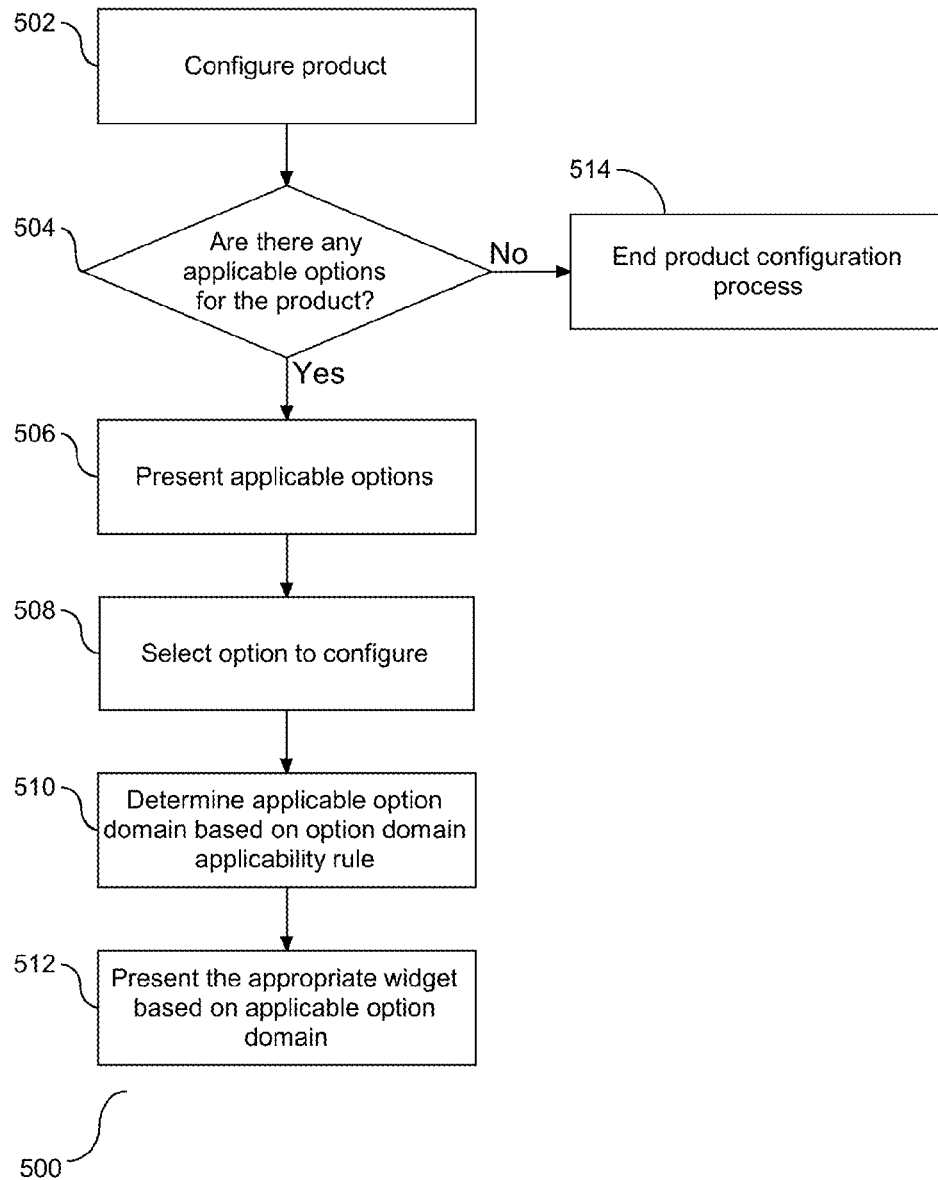 502
Configure product
504
Are there any
applicable options
for the product?
No
514
End product configuration
process
Yes
506
Present applicable options
508
Select option to configure
510
Determine applicable option
domain based on option domain
applicability rule
512
Present the appropriate widget
based on applicable option
domain
500